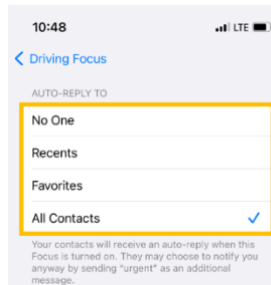 10:48 LTE
Driving Focus
AUTO-REPLY TO
No One
Recents
Favorites
All Contacts
Your contacts will receive an auto-reply when this
Focus is turned on. They may choose to notify you
anyway by sending "urgent" as an additional
message.